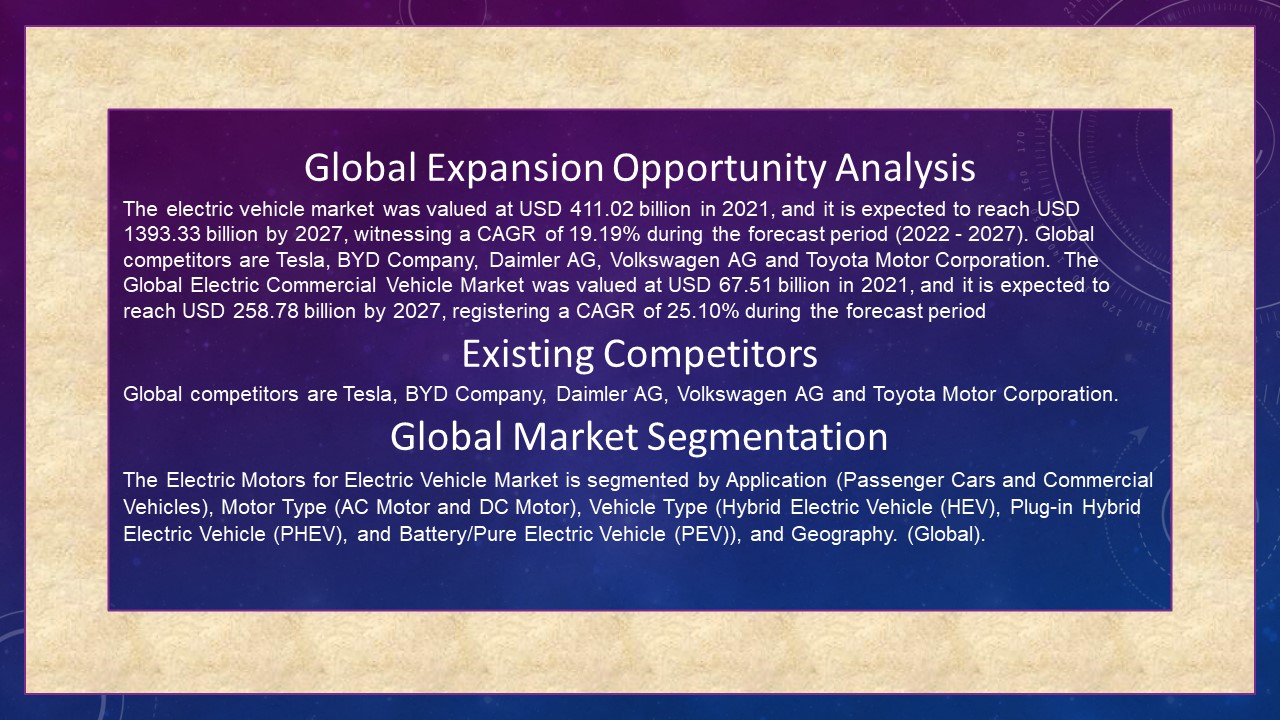 Global Expansion Opportunity Analysis
The electric vehicle market was valued at USD 411.02 billion in 2021, and it is expected to reach USD
1393.33 billion by 2027, witnessing a CAGR of 19.19% during the forecast period (2022 - 2027). Global
competitors are Tesla, BYD Company, Daimler AG, Volkswagen AG and Toyota Motor Corporation. The
Global Electric Commercial Vehicle Market was valued at USD 67.51 billion in 2021, and it is expected to
reach USD 258.78 billion by 2027, registering a CAGR of 25.10% during the forecast period
Existing Competitors
Global competitors are Tesla, BYD Company, Daimler AG, Volkswagen AG and Toyota Motor Corporation.
Global Market Segmentation
The Electric Motors for Electric Vehicle Market is segmented by Application (Passenger Cars and Commercial
Vehicles), Motor Type (AC Motor and DC Motor), Vehicle Type (Hybrid Electric Vehicle (HEV), Plug-in Hybrid
Electric Vehicle (PHEV), and Battery/Pure Electric Vehicle (PEV)), and Geography. (Global).